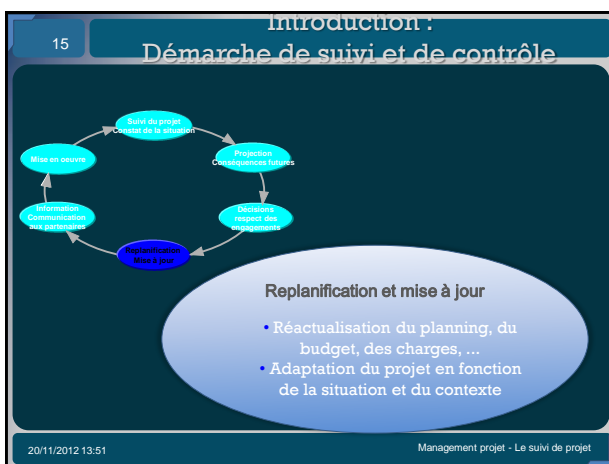 15
Introduction :
Démarche de suivi et de contrôle
Suivi du projet
Constat de la situation
Projection
Conséquences futures
Décisions
respect des
engagements
Replanification
Mise à jour
Information
Communication
aux partenaires
Mise en oeuvre
Replanification et mise à jour
• Réactualisation du planning, du
budget, des charges, ...
• Adaptation du projet en fonction
de la situation et du contexte
20/11/2012 13:51
Management projet - Le suivi de projet